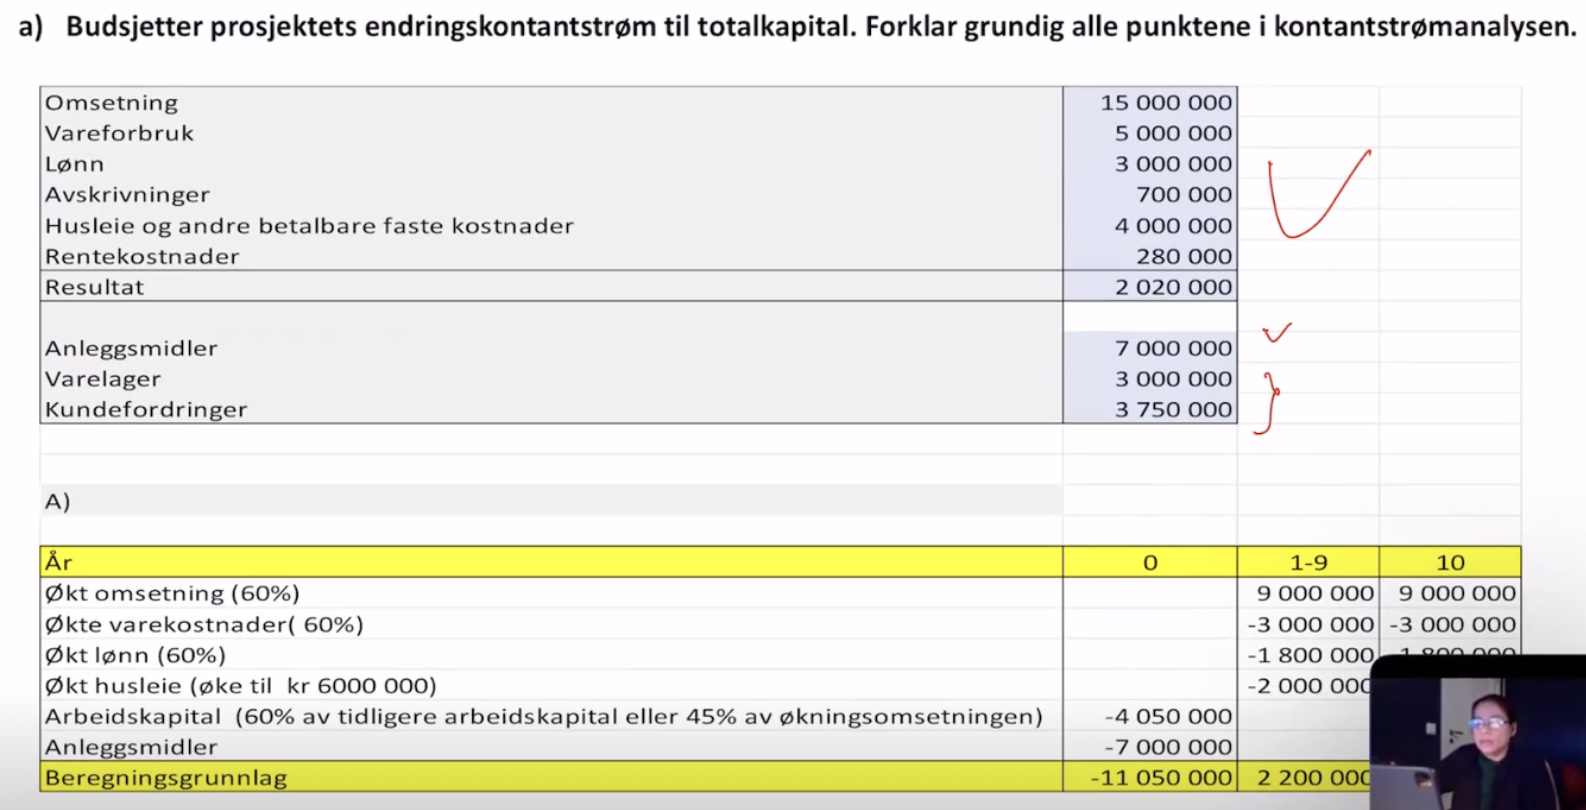 a) Budsjetter prosjektets endringskontantstrøm til totalkapital. Forklar grundig alle punktene i kontantstrømanalysen.
Omsetning 15 000 000
Vareforbruk 5 000 000
Lønn 3 000 000
Avskrivninger 700 000
Husleie og andre betalbare faste kostnader 4 000 000
Rentekostnader 280 000
Resultat 2 020 000
Anleggsmidler 7 000 000
Varelager 3 000 000
Kundefordringer 3 750 000
A)
År 0 1-9 10
Økt omsetning (60%) 9 000 000 9 000 000
Økte varekostnader( 60%) -3 000 000 -3 000 000
Økt lønn (60%) -1 800 000
Økt husleie (øke til kr 6000 000) -2 000 000
Arbeidskapital (60% av tidligere arbeidskapital eller 45% av økningsomsetningen) -4 050 000
Anleggsmidler -7 000 000
Beregningsgrunnlag -11 050 000 2 200 000